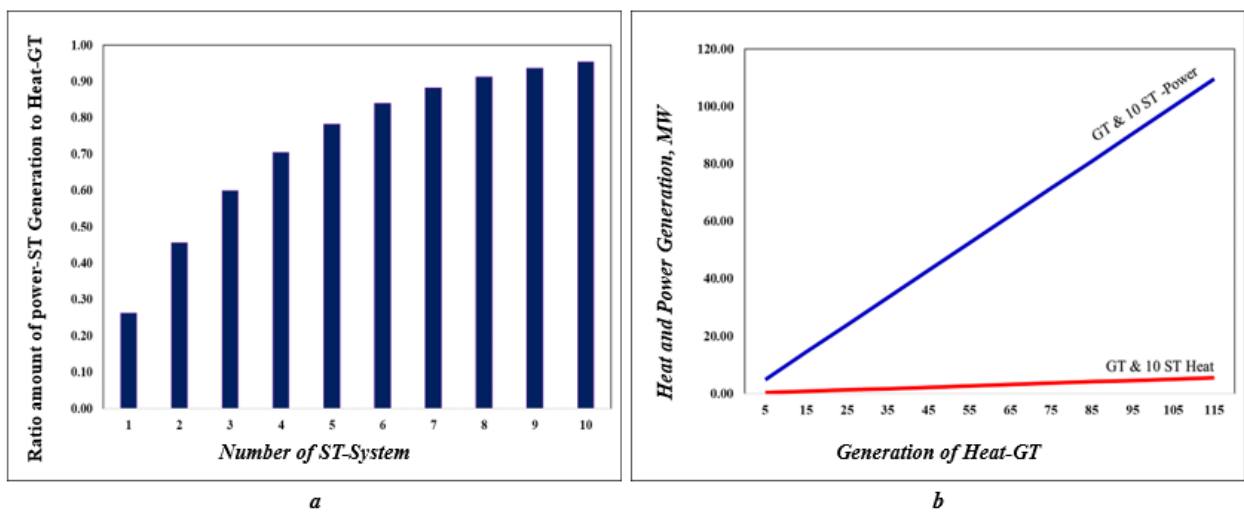 Ratio amount of power-ST Generation to Heat-GT
1.00
0.90
0.80
0.70
0.60
0.50
0.40
0.30
0.20
0.10
0.00
1 2 3 4 5 6 7 8 9 10
Number of ST-System
a
Heat and Power Generation, MW
120.00
100.00
80.00
60.00
40.00
20.00
0.00
GT & 10 ST -Power
GT & 10 ST Heat
5 15 25 35 45 55 65 75 85 95 105 115
Generation of Heat-GT
b